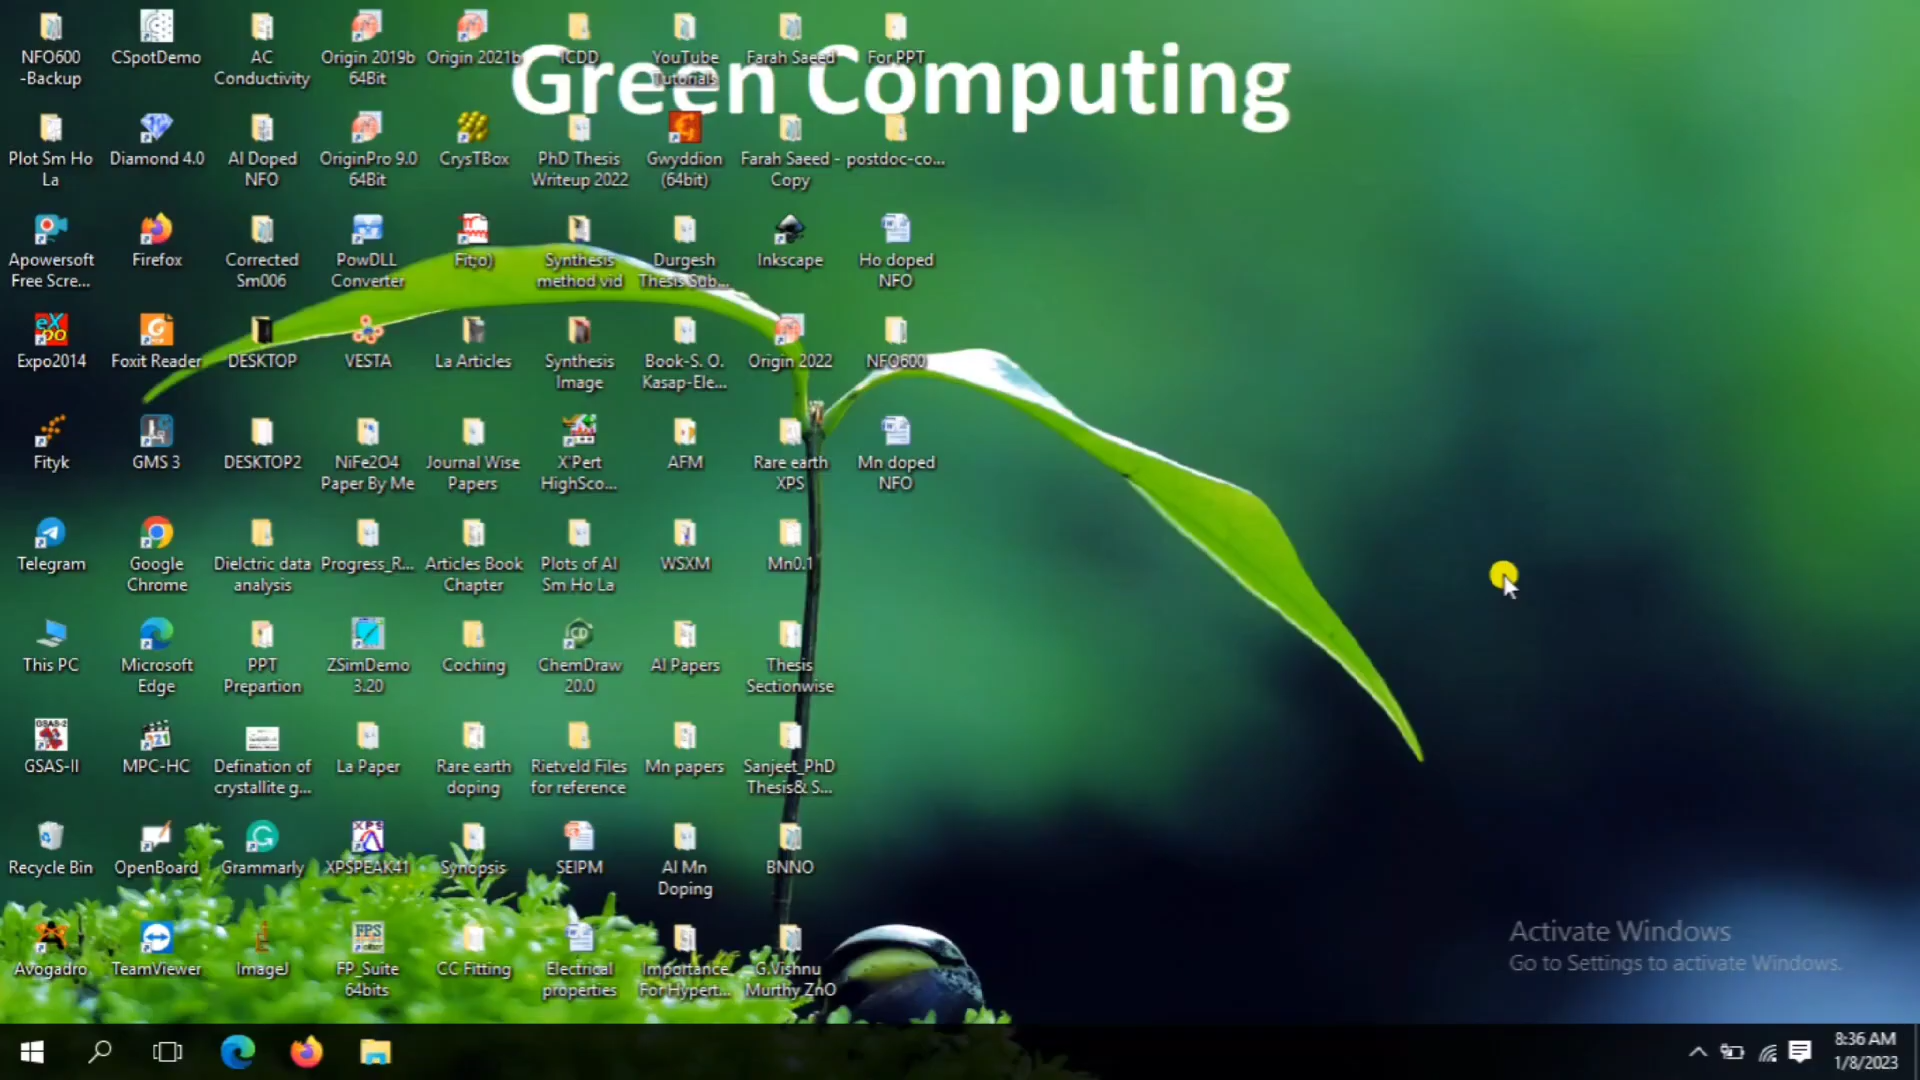 Green Computing
NFO600
-Backup
CSpotDemo
AC
Conductivity
Origin 2019b
64Bit
Origin 2021b
ICDD
YouTube
Tutorials
Farah Saeed
For PPT
Plot Sm Ho
La
Diamond 4.0
Al Doped
NFO
OriginPro 9.0
64Bit
CrysTBox
PhD Thesis
Writeup 2022
Gwyddion
(64bit)
Farah Saeed -
Copy
postdoc-co...
Apowersoft
Free Scre...
Firefox
Corrected
Sm006
PowDLL
Converter
Fit;o)
Synthesis
method vid
Durgesh
Thesis Sub...
Inkscape
Ho doped
NFO
Expo2014
Foxit Reader
DESKTOP
VESTA
La Articles
Synthesis
Image
Book-S. O.
Kasap-Ele...
Origin 2022
NFO600
Fityk
GMS 3
DESKTOP2
NiFe2O4
Paper By Me
Journal Wise
Papers
X'Pert
HighSco...
AFM
Rare earth
XPS
Mn doped
NFO
Telegram
Google
Chrome
Dielctric data
analysis
Progress_R...
Articles Book
Chapter
Plots of Al
Sm Ho La
WSXM
Mn0.1
This PC
Microsoft
Edge
PPT
Prepartion
ZSimDemo
3.20
Coching
ChemDraw
20.0
Al Papers
Thesis
Sectionwise
GSAS-II
MPC-HC
Defination of
crystallite g...
La Paper
Rare earth
doping
Rietveld Files
for reference
Mn papers
Sanjeet_PhD
Thesis& S...
Recycle Bin
OpenBoard
Grammarly
XPSPEAK41
Synopsis
SEIPM
Al Mn
Doping
BNNO
Avogadro
TeamViewer
ImageJ
FP_Suite
64bits
CC Fitting
Electrical
properties
Importance
For Hypert...
G.Vishnu
Murthy ZnO
Activate Windows
Go to Settings to activate Windows.
8:36 AM
1/8/2023